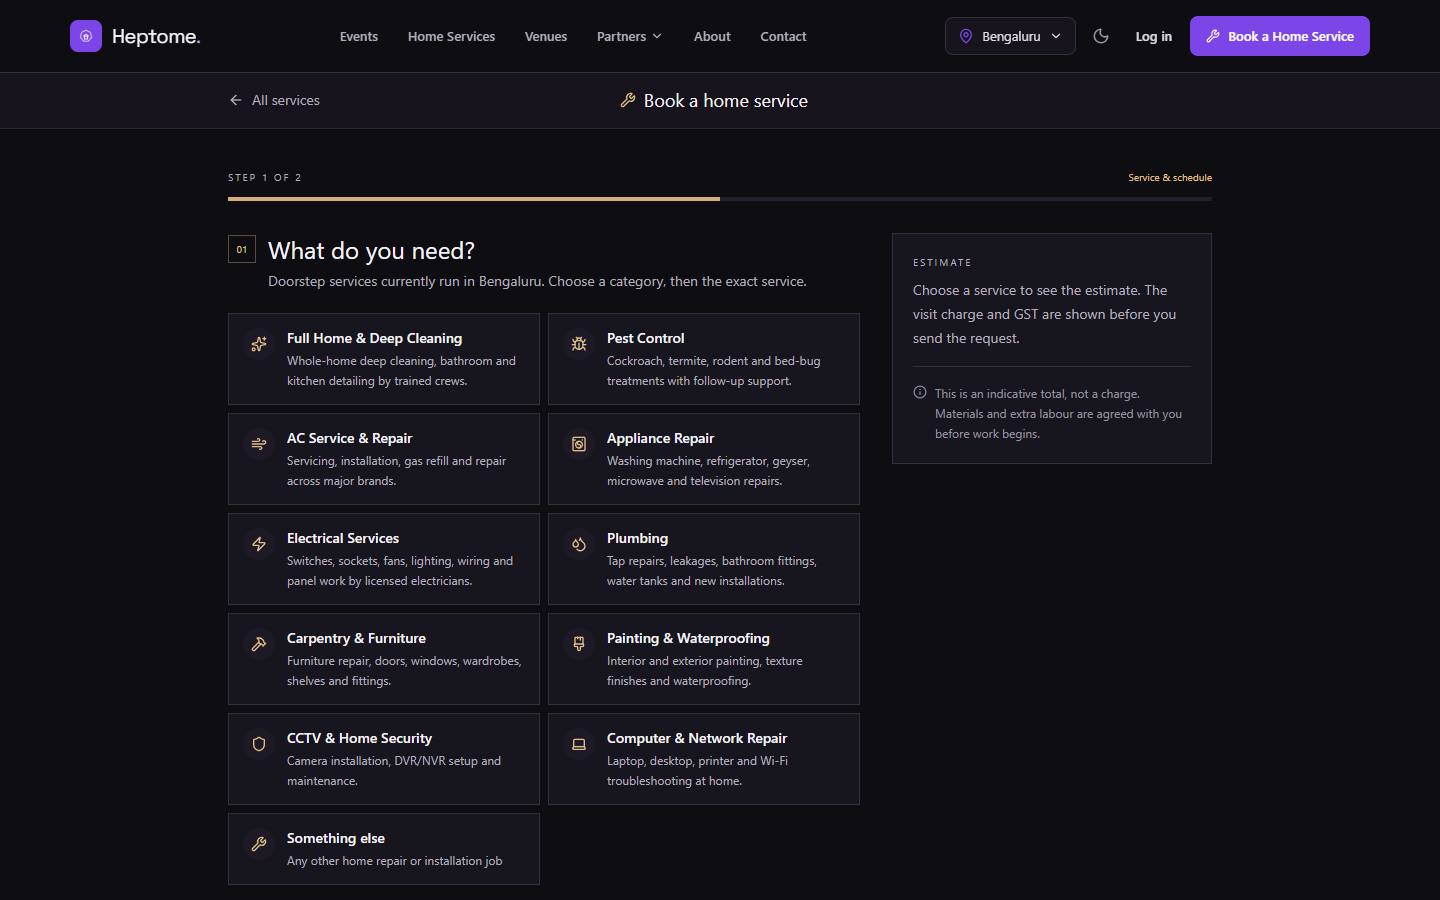 Heptome.
Events
Home Services
Venues
Partners
About
Contact
Bengaluru
Log in
Book a Home Service
All services
Book a home service
STEP 1 OF 2
Service & schedule
01
What do you need?
Doorstep services currently run in Bengaluru. Choose a category, then the exact service.
Full Home & Deep Cleaning
Whole-home deep cleaning, bathroom and
kitchen detailing by trained crews.
Pest Control
Cockroach, termite, rodent and bed-bug
treatments with follow-up support.
AC Service & Repair
Servicing, installation, gas refill and repair
across major brands.
Appliance Repair
Washing machine, refrigerator, geyser,
microwave and television repairs.
Electrical Services
Switches, sockets, fans, lighting, wiring and
panel work by licensed electricians.
Plumbing
Tap repairs, leakages, bathroom fittings,
water tanks and new installations.
Carpentry & Furniture
Furniture repair, doors, windows, wardrobes,
shelves and fittings.
Painting & Waterproofing
Interior and exterior painting, texture
finishes and waterproofing.
CCTV & Home Security
Camera installation, DVR/NVR setup and
maintenance.
Computer & Network Repair
Laptop, desktop, printer and Wi-Fi
troubleshooting at home.
Something else
Any other home repair or installation job
ESTIMATE
Choose a service to see the estimate. The
visit charge and GST are shown before you
send the request.
This is an indicative total, not a charge.
Materials and extra labour are agreed with you
before work begins.